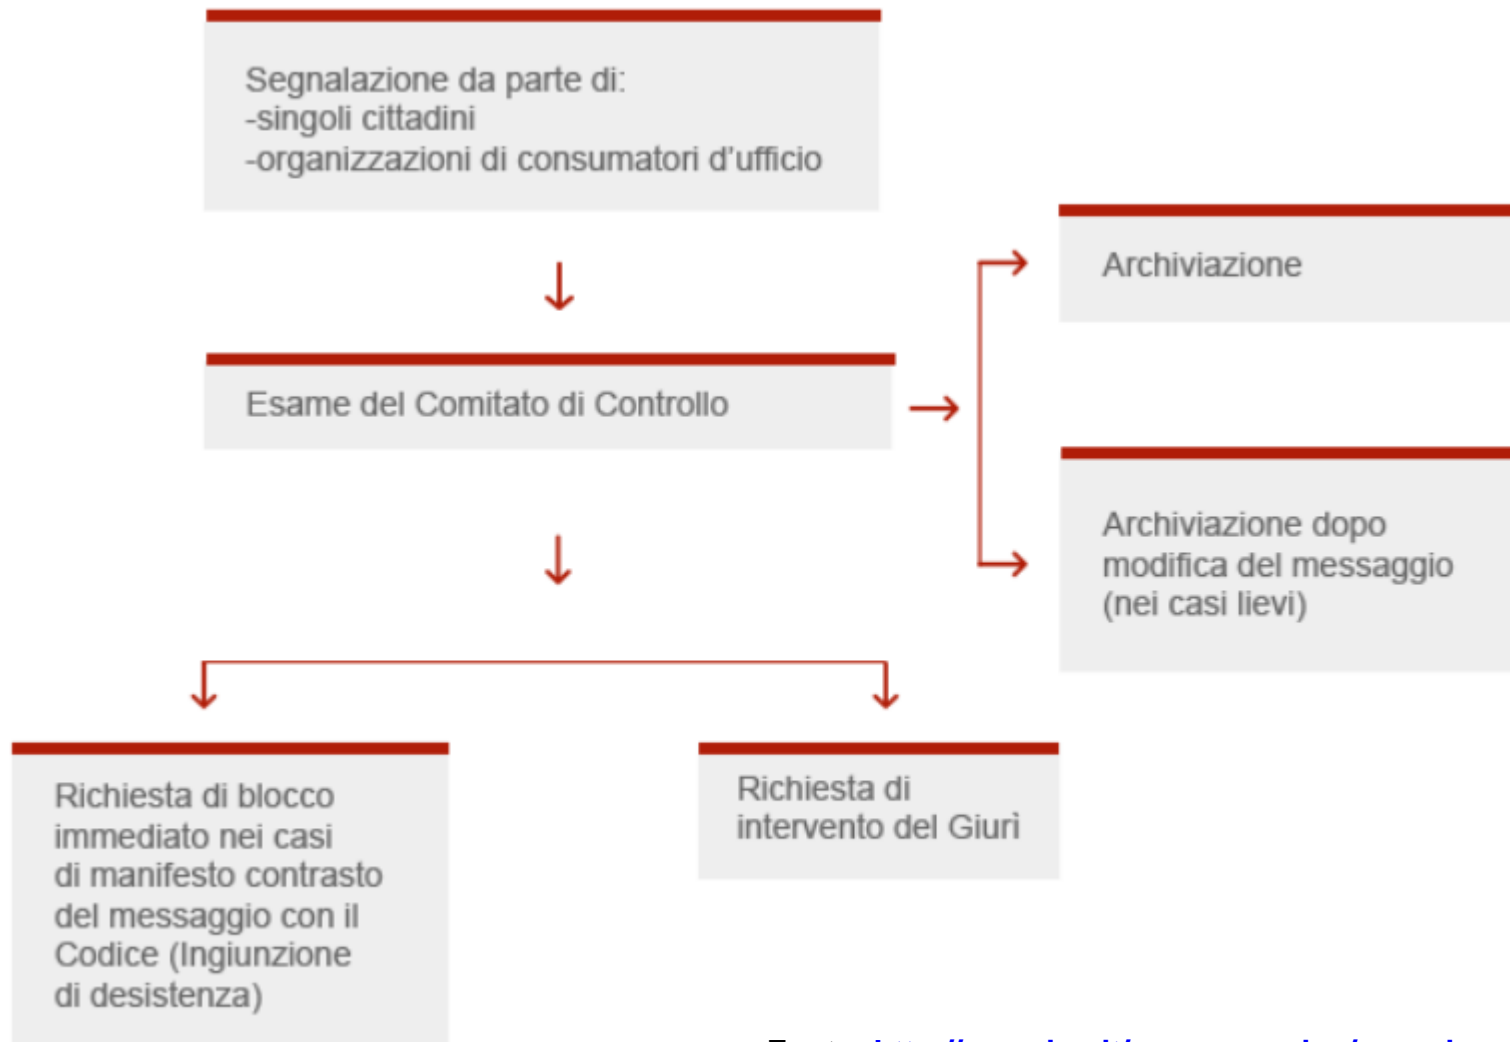 Segnalazione da parte di:
-singoli cittadini
-organizzazioni di consumatori d'ufficio
Archiviazione
Esame del Comitato di Controllo
Archiviazione dopo
modifica del messaggio
(nei casi lievi)
Richiesta di blocco
immediato nei casi
di manifesto contrasto
del messaggio con il
Codice (Ingiunzione
di desistenza)
Richiesta di
intervento del Giurì